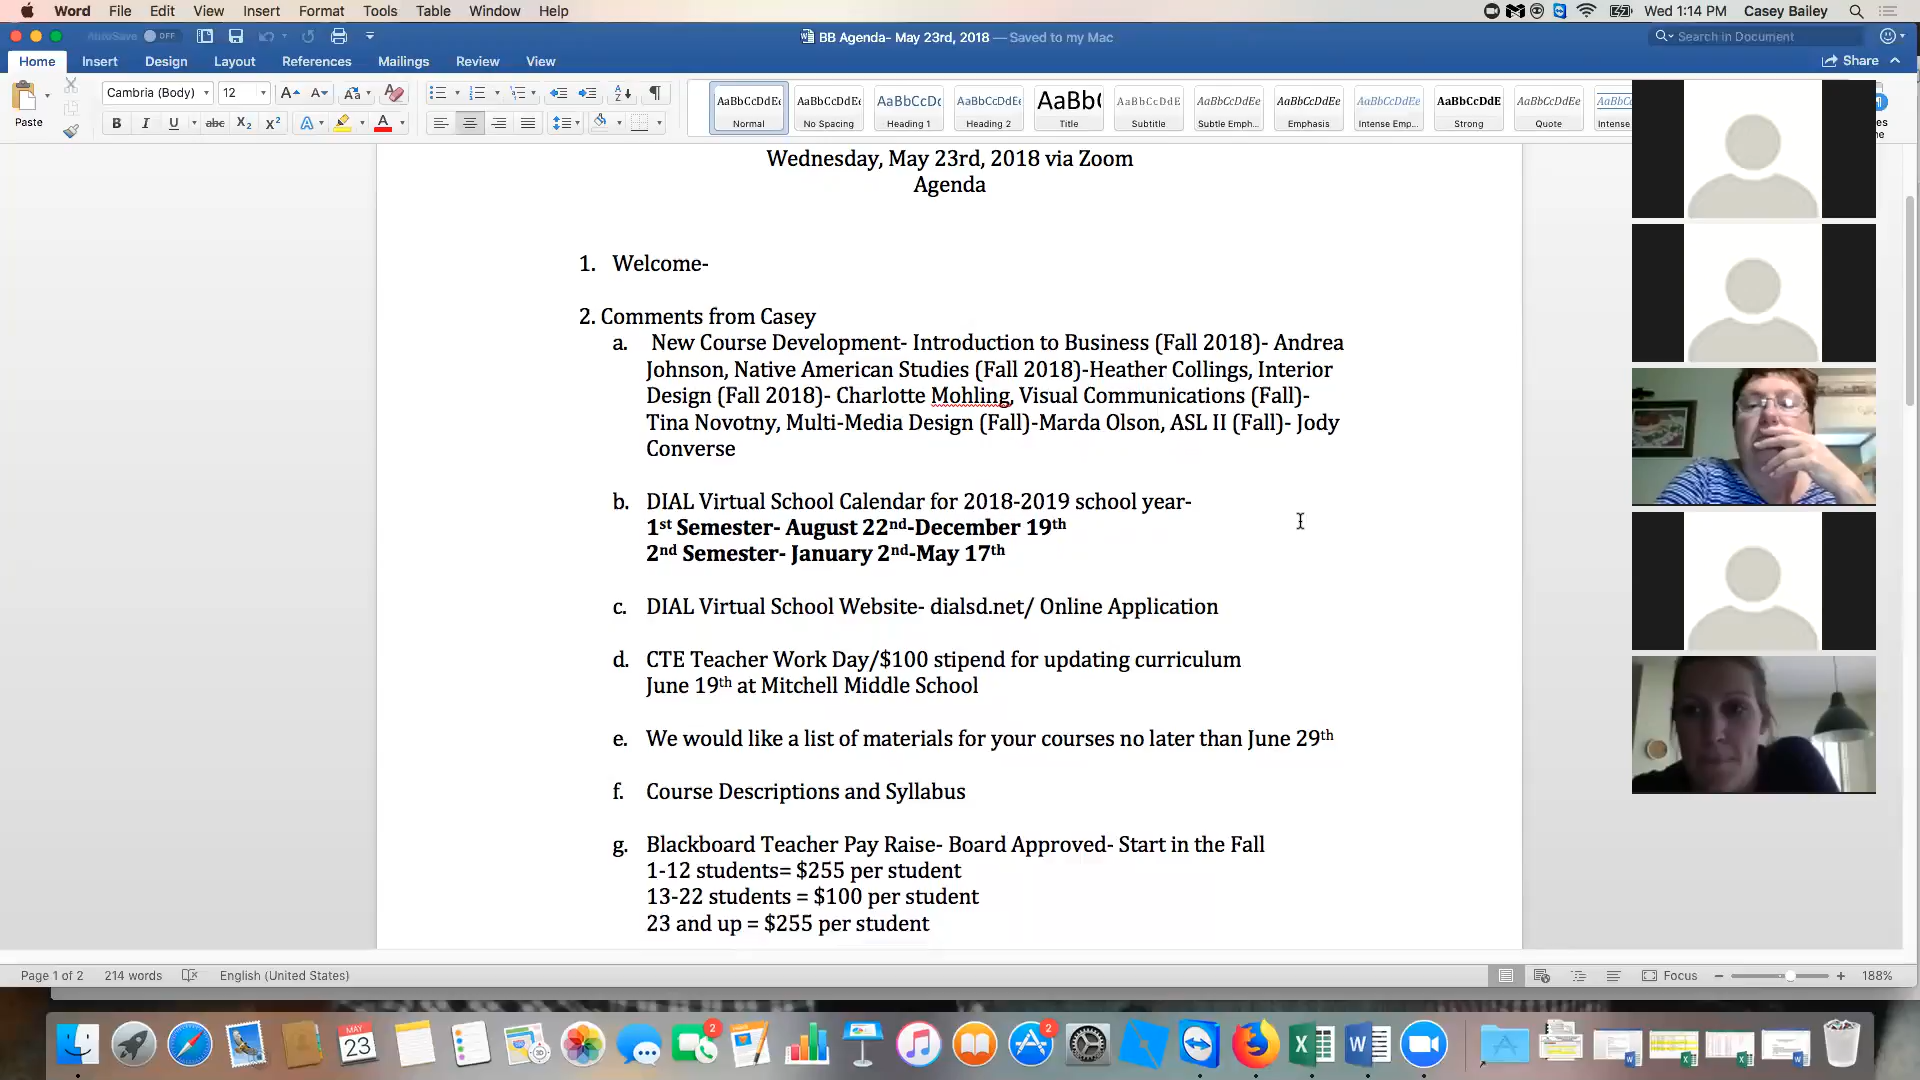 Word File Edit View Insert Format Tools Table Window Help Wed 1:14 PM Casey Bailey
AutoSave OFF BB Agenda- May 23rd, 2018 — Saved to my Mac Search in Document
Home Insert Design Layout References Mailings Review View Share
Cambria (Body) 12
Paste
AaBbCcDdEe AaBbCcDdEe AaBbCcDc AaBbCcDdEe AaBb( AaBbCcDdE AaBbCcDdEe AaBbCcDdEe AaBbCcDdEe AaBbCcDdE AaBbCcDdEe AaBbCc
Normal No Spacing Heading 1 Heading 2 Title Subtitle Subtle Emph... Emphasis Intense Emp... Strong Quote Intense
Wednesday, May 23rd, 2018 via Zoom
Agenda
1. Welcome-
2. Comments from Casey
a. New Course Development- Introduction to Business (Fall 2018)- Andrea
Johnson, Native American Studies (Fall 2018)-Heather Collings, Interior
Design (Fall 2018)- Charlotte Mohling, Visual Communications (Fall)-
Tina Novotny, Multi-Media Design (Fall)-Marda Olson, ASL II (Fall)- Jody
Converse
b. DIAL Virtual School Calendar for 2018-2019 school year-
1st Semester- August 22nd-December 19th
2nd Semester- January 2nd-May 17th
c. DIAL Virtual School Website- dialsd.net/ Online Application
d. CTE Teacher Work Day/$100 stipend for updating curriculum
June 19th at Mitchell Middle School
e. We would like a list of materials for your courses no later than June 29th
f. Course Descriptions and Syllabus
g. Blackboard Teacher Pay Raise- Board Approved- Start in the Fall
1-12 students= $255 per student
13-22 students = $100 per student
23 and up = $255 per student
Page 1 of 2 214 words English (United States) Focus 188%
MAY
23
2
2